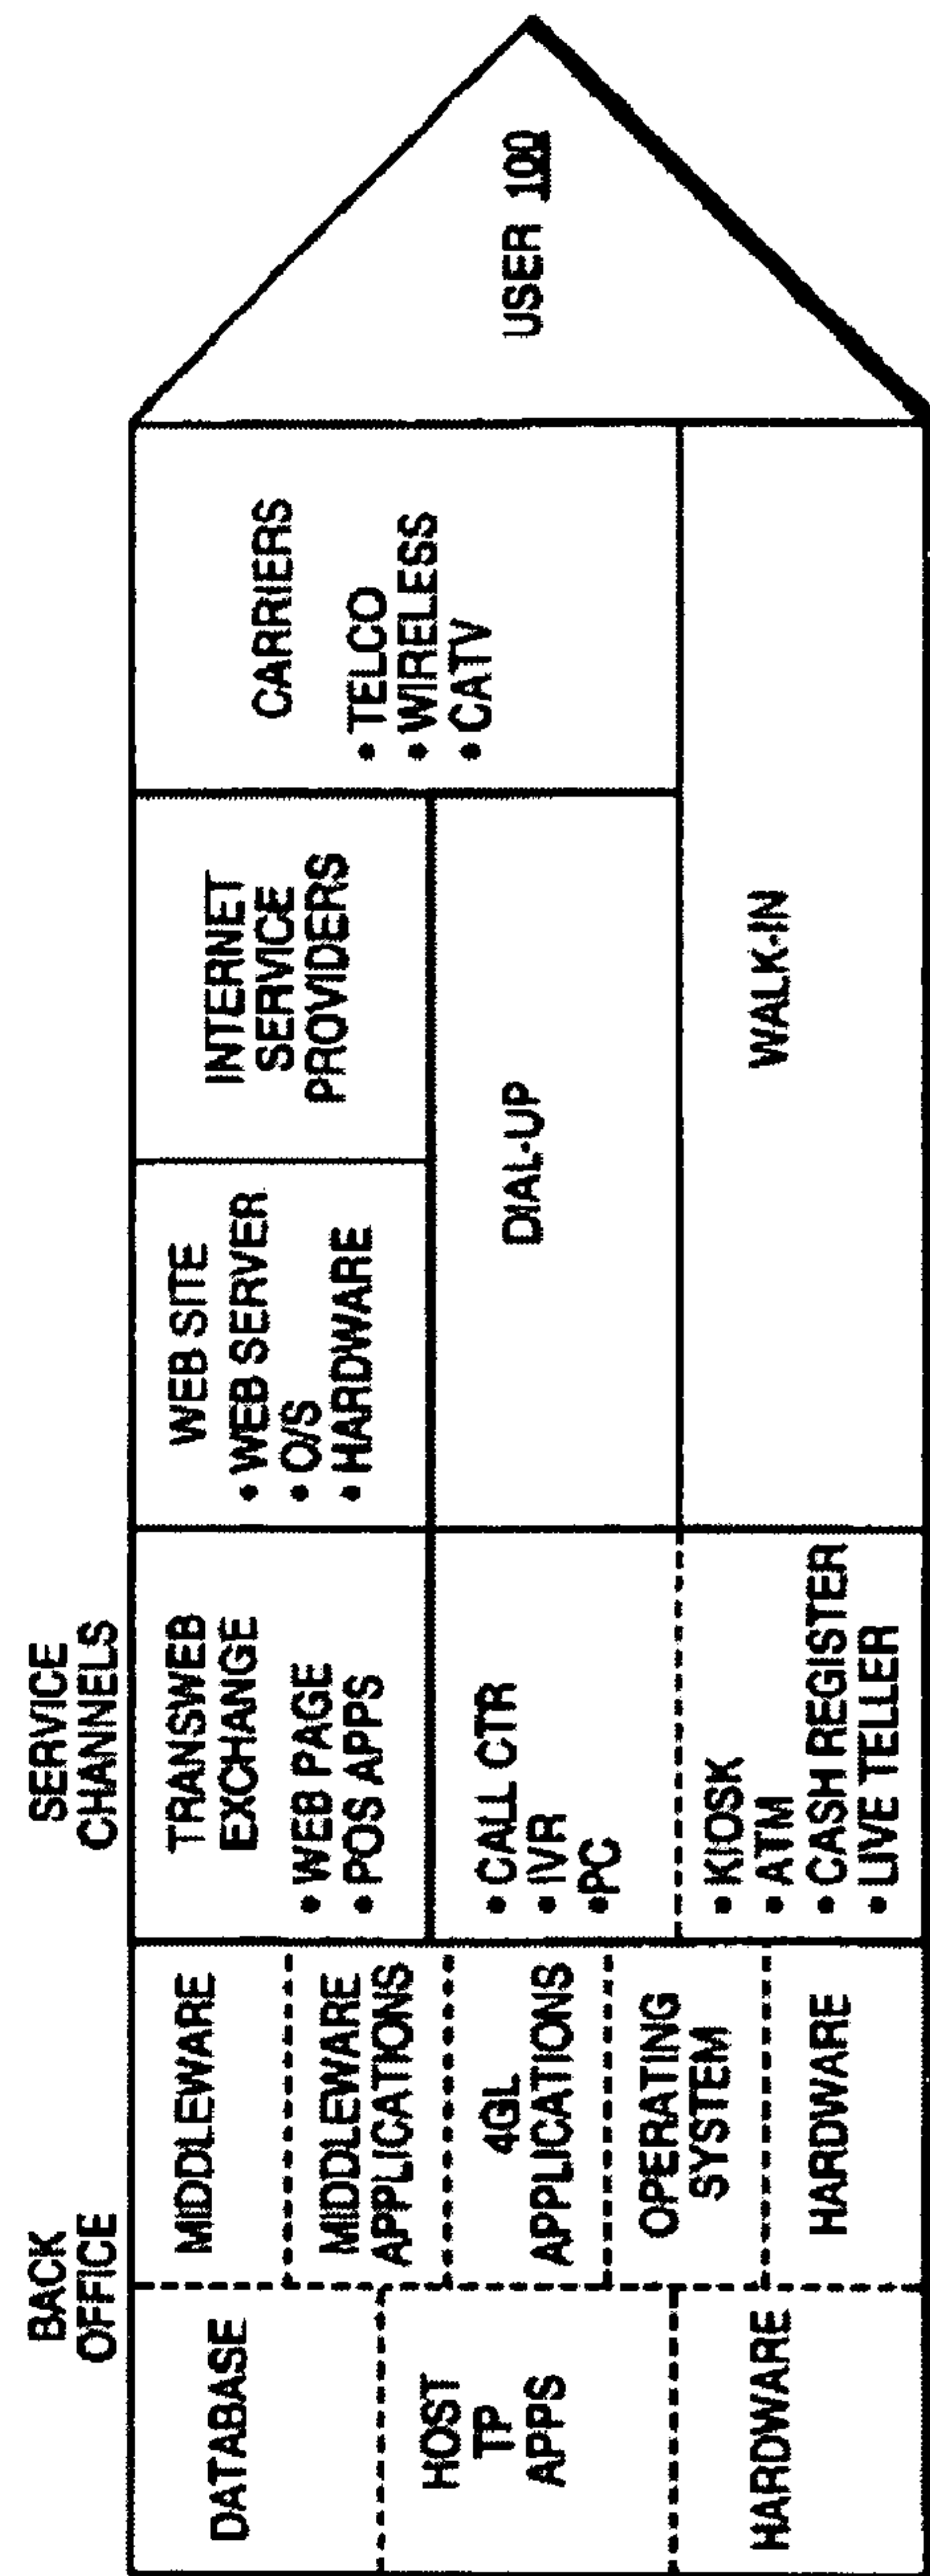 BACK
OFFICE
SERVICE
CHANNELS
DATABASE
HOST
TP
APPS
HARDWARE
MIDDLEWARE
MIDDLEWARE
APPLICATIONS
4GL
APPLICATIONS
OPERATING
SYSTEM
HARDWARE
TRANSWEB
EXCHANGE
• WEB PAGE
• POS APPS
• CALL CTR
• IVR
• PC
• KIOSK
• ATM
• CASH REGISTER
• LIVE TELLER
WEB SITE
• WEB SERVER
• O/S
• HARDWARE
INTERNET
SERVICE
PROVIDERS
DIAL-UP
WALK-IN
CARRIERS
• TELCO
• WIRELESS
• CATV
USER 100